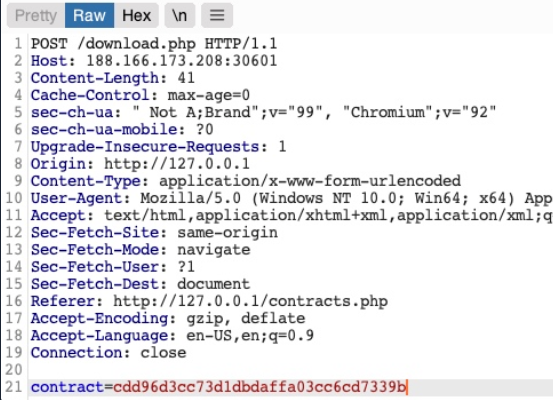 Pretty Raw Hex \n
1 POST /download.php HTTP/1.1
2 Host: 188.166.173.208:30601
3 Content-Length: 41
4 Cache-Control: max-age=0
5 sec-ch-ua: " Not A;Brand";v="99", "Chromium";v="92"
6 sec-ch-ua-mobile: ?0
7 Upgrade-Insecure-Requests: 1
8 Origin: http://127.0.0.1
9 Content-Type: application/x-www-form-urlencoded
10 User-Agent: Mozilla/5.0 (Windows NT 10.0; Win64; x64) App
11 Accept: text/html,application/xhtml+xml,application/xml;q
12 Sec-Fetch-Site: same-origin
13 Sec-Fetch-Mode: navigate
14 Sec-Fetch-User: ?1
15 Sec-Fetch-Dest: document
16 Referer: http://127.0.0.1/contracts.php
17 Accept-Encoding: gzip, deflate
18 Accept-Language: en-US,en;q=0.9
19 Connection: close
20
21 contract=cdd96d3cc73d1dbdaffa03cc6cd7339b